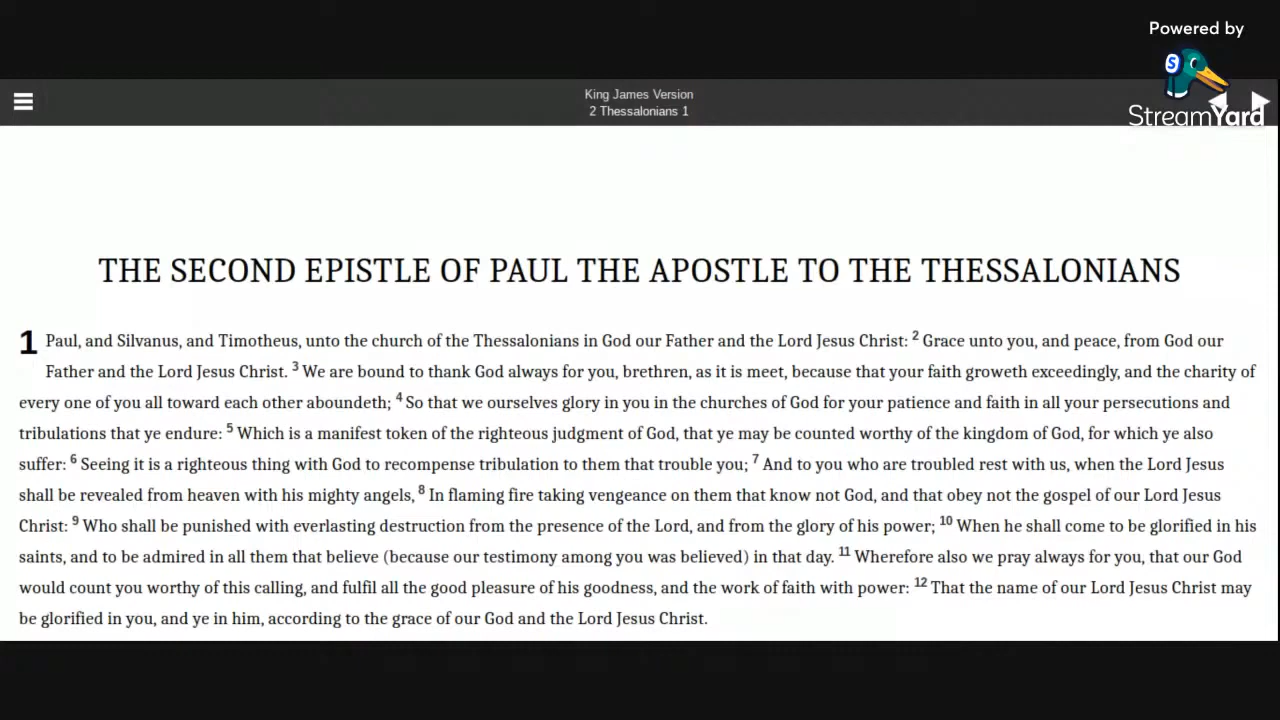 Powered by
S
StreamYard
King James Version
2 Thessalonians 1
THE SECOND EPISTLE OF PAUL THE APOSTLE TO THE THESSALONIANS
1 Paul, and Silvanus, and Timotheus, unto the church of the Thessalonians in God our Father and the Lord Jesus Christ: 2 Grace unto you, and peace, from God our
Father and the Lord Jesus Christ. 3 We are bound to thank God always for you, brethren, as it is meet, because that your faith groweth exceedingly, and the charity of
every one of you all toward each other aboundeth; 4 So that we ourselves glory in you in the churches of God for your patience and faith in all your persecutions and
tribulations that ye endure: 5 Which is a manifest token of the righteous judgment of God, that ye may be counted worthy of the kingdom of God, for which ye also
suffer: 6 Seeing it is a righteous thing with God to recompense tribulation to them that trouble you; 7 And to you who are troubled rest with us, when the Lord Jesus
shall be revealed from heaven with his mighty angels, 8 In flaming fire taking vengeance on them that know not God, and that obey not the gospel of our Lord Jesus
Christ: 9 Who shall be punished with everlasting destruction from the presence of the Lord, and from the glory of his power; 10 When he shall come to be glorified in his
saints, and to be admired in all them that believe (because our testimony among you was believed) in that day. 11 Wherefore also we pray always for you, that our God
would count you worthy of this calling, and fulfil all the good pleasure of his goodness, and the work of faith with power: 12 That the name of our Lord Jesus Christ may
be glorified in you, and ye in him, according to the grace of our God and the Lord Jesus Christ.